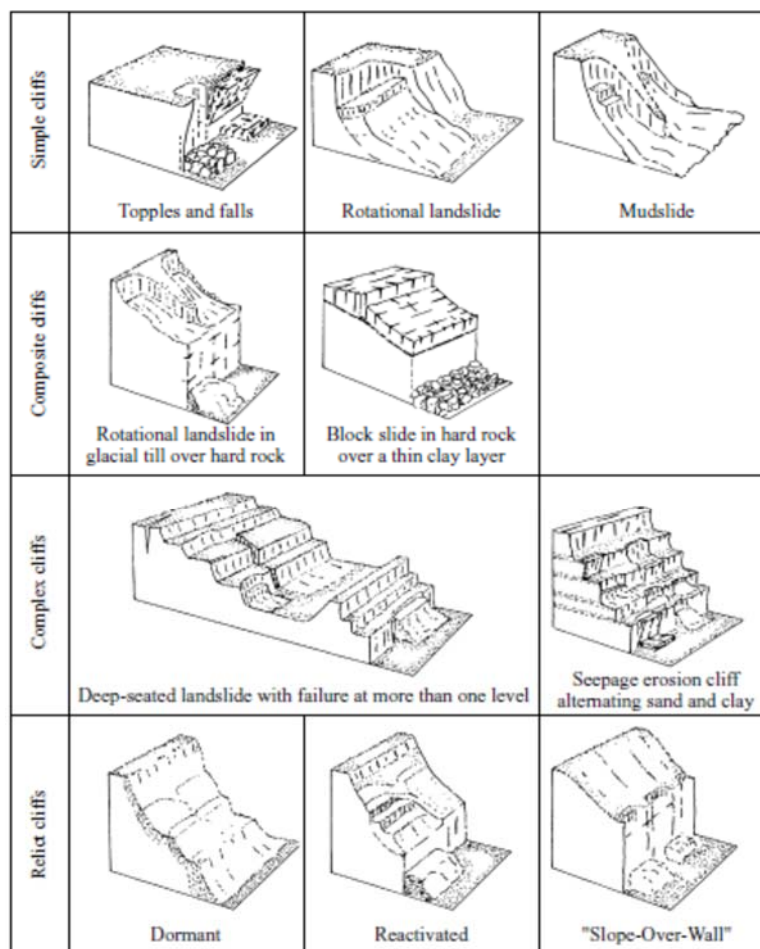 Simple cliffs
Topples and falls
Rotational landslide
Mudslide
Composite cliffs
Rotational landslide in
glacial till over hard rock
Block slide in hard rock
over a thin clay layer
Complex cliffs
Deep-seated landslide with failure at more than one level
Seepage erosion cliff
alternating sand and clay
Relict cliffs
Dormant
Reactivated
"Slope-Over-Wall"